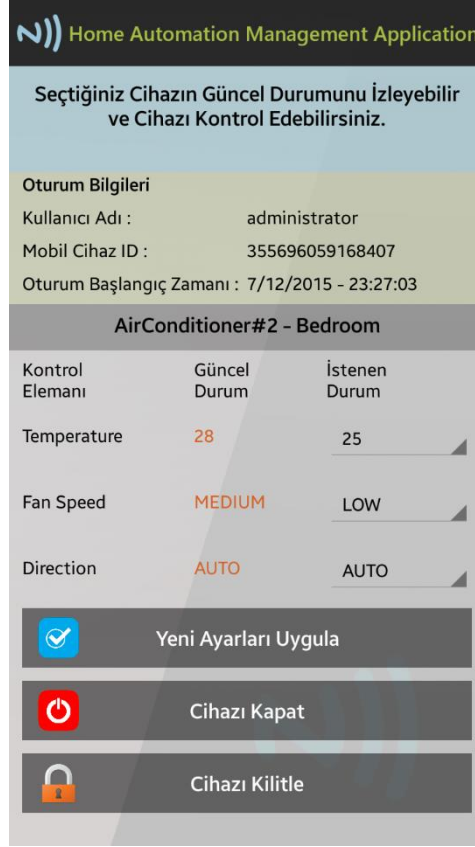 Home Automation Management Application
Seçtiğiniz Cihazın Güncel Durumunu İzleyebilir
ve Cihazı Kontrol Edebilirsiniz.
Oturum Bilgileri
Kullanıcı Adı : administrator
Mobil Cihaz ID : 355696059168407
Oturum Başlangıç Zamanı : 7/12/2015 - 23:27:03
AirConditioner#2 - Bedroom
Kontrol Elemanı Güncel Durum İstenen Durum
Temperature 28 25
Fan Speed MEDIUM LOW
Direction AUTO AUTO
Yeni Ayarları Uygula
Cihazı Kapat
Cihazı Kilitle